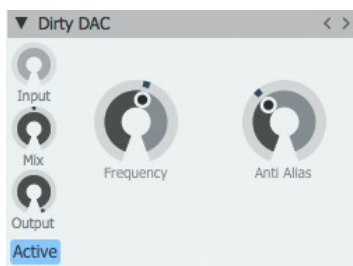 Dirty DAC
Input
Mix
Frequency
Anti Alias
Output
Active